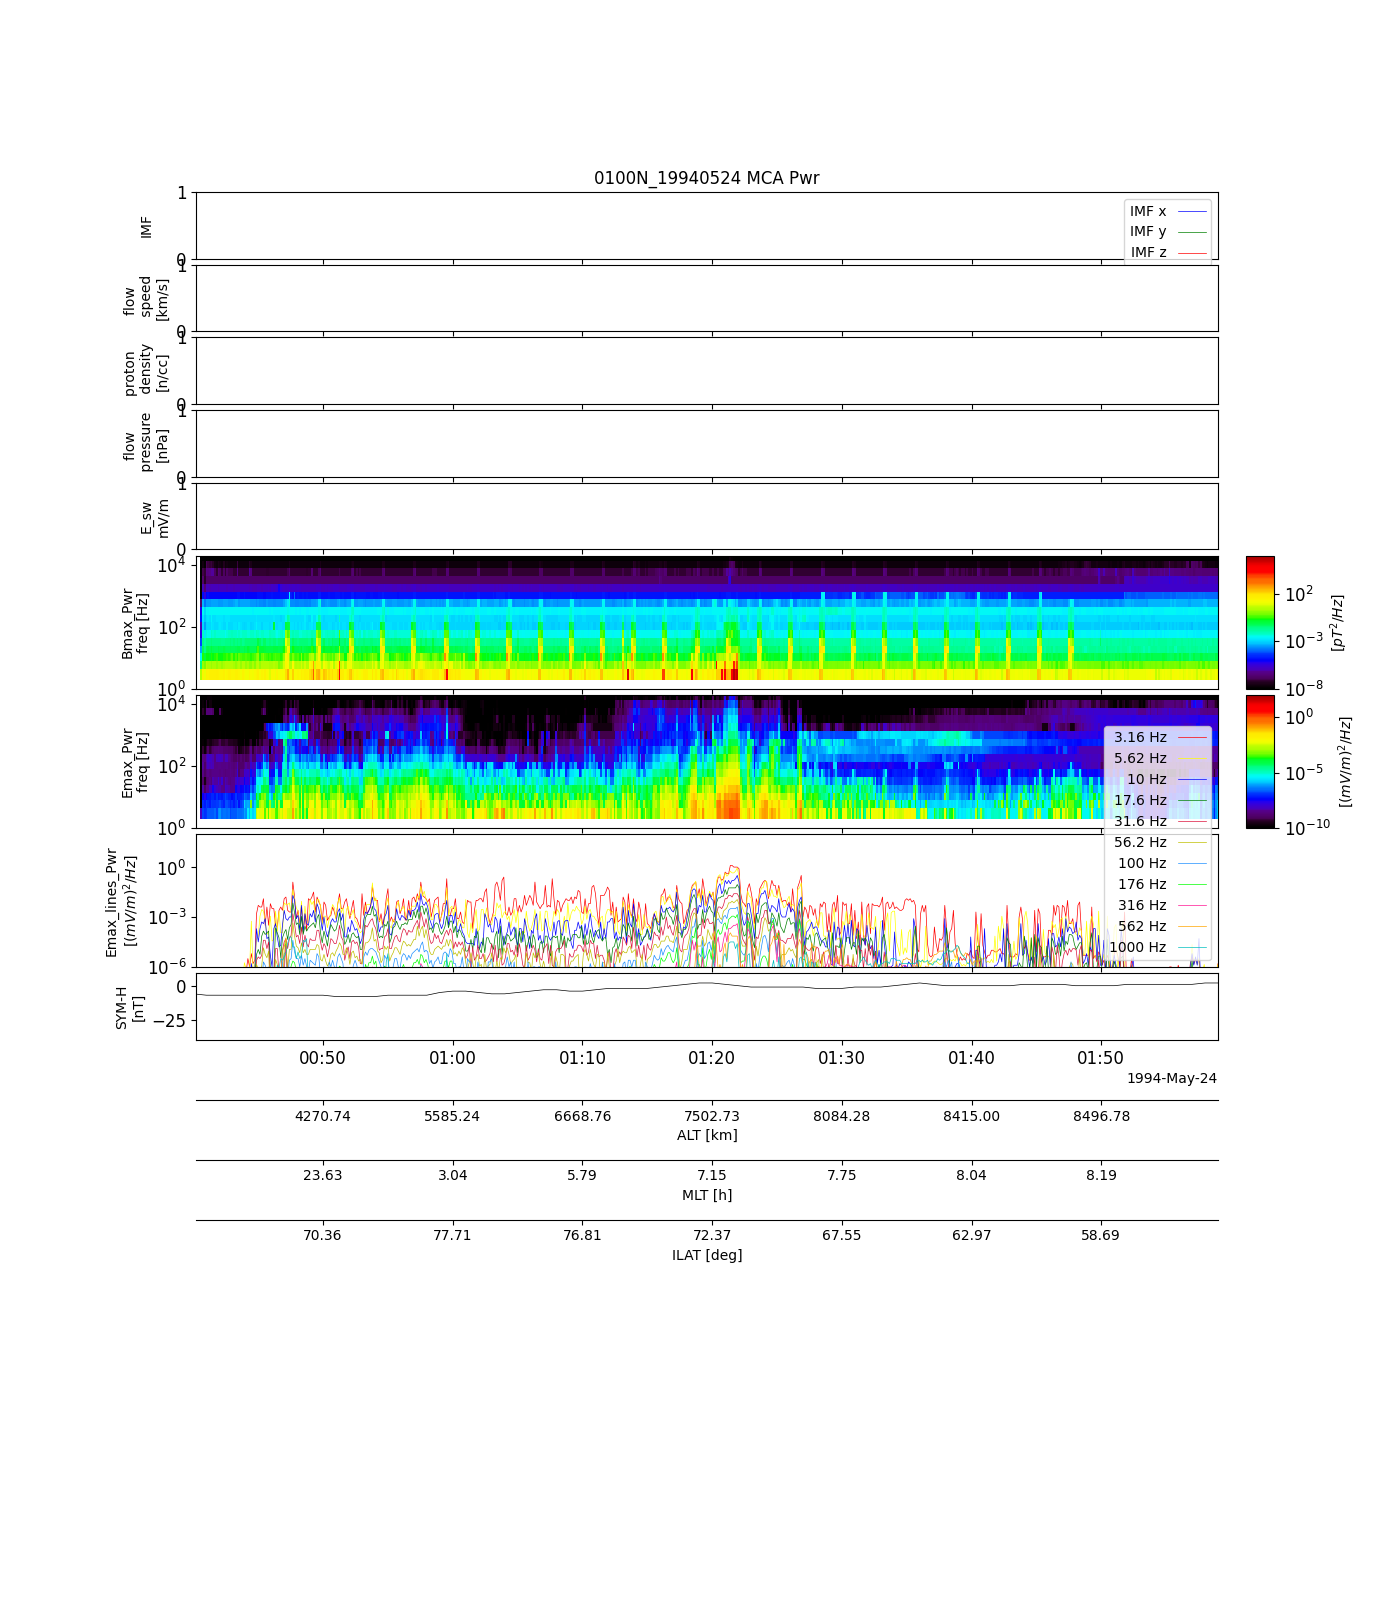 0100N_19940524 MCA Pwr
1
0
IMF
IMF x
IMF y
IMF z
1
0
flow
speed
[km/s]
1
0
proton
density
[n/cc]
1
0
flow
pressure
[nPa]
1
0
E_sw
mV/m
10^4
10^2
10^0
Bmax_Pwr
freq [Hz]
10^2
10^-3
10^-8
[pT^2/Hz]
10^4
10^2
10^0
Emax_Pwr
freq [Hz]
10^0
10^-5
10^-10
[(mV/m)^2/Hz]
3.16 Hz
5.62 Hz
10 Hz
17.6 Hz
31.6 Hz
56.2 Hz
100 Hz
176 Hz
316 Hz
562 Hz
1000 Hz
10^0
10^-3
10^-6
Emax_lines_Pwr
[(mV/m)^2/Hz]
0
−25
SYM-H
[nT]
00:50 01:00 01:10 01:20 01:30 01:40 01:50
1994-May-24
4270.74 5585.24 6668.76 7502.73 8084.28 8415.00 8496.78
ALT [km]
23.63 3.04 5.79 7.15 7.75 8.04 8.19
MLT [h]
70.36 77.71 76.81 72.37 67.55 62.97 58.69
ILAT [deg]